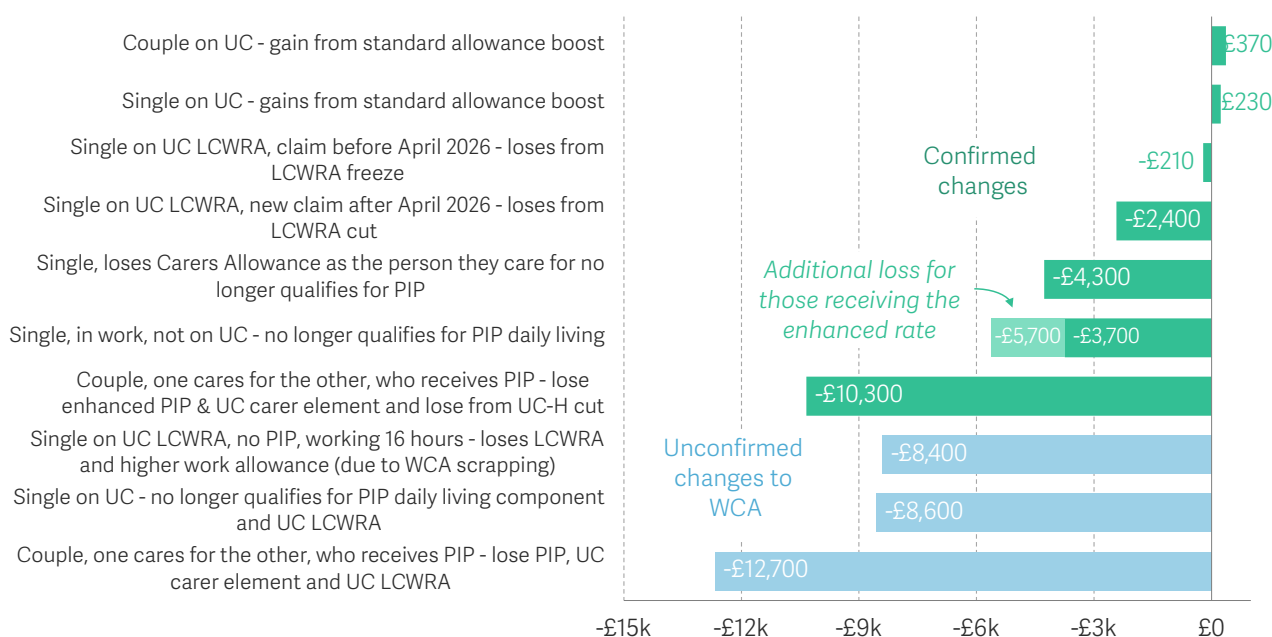 Couple on UC - gain from standard allowance boost
£370
Single on UC - gains from standard allowance boost
£230
Single on UC LCWRA, claim before April 2026 - loses from
LCWRA freeze
-£210
Confirmed
changes
Single on UC LCWRA, new claim after April 2026 - loses from
LCWRA cut
-£2,400
Single, loses Carers Allowance as the person they care for no
longer qualifies for PIP
-£4,300
Additional loss for
those receiving the
enhanced rate
Single, in work, not on UC - no longer qualifies for PIP daily living
-£5,700
-£3,700
Couple, one cares for the other, who receives PIP - lose
enhanced PIP & UC carer element and lose from UC-H cut
-£10,300
Single on UC LCWRA, no PIP, working 16 hours - loses LCWRA
and higher work allowance (due to WCA scrapping)
-£8,400
Unconfirmed
changes to
WCA
Single on UC - no longer qualifies for PIP daily living component
and UC LCWRA
-£8,600
Couple, one cares for the other, who receives PIP - lose PIP, UC
carer element and UC LCWRA
-£12,700
-£15k -£12k -£9k -£6k -£3k £0